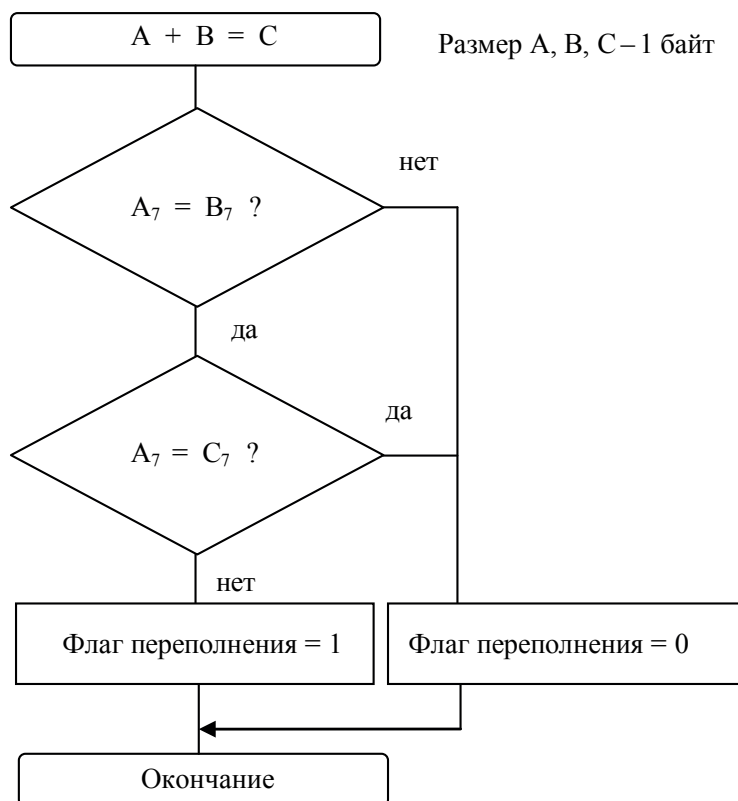 A + B = C
Размер А, В, С – 1 байт
нет
A₇ = B₇ ?
да
да
A₇ = C₇ ?
нет
Флаг переполнения = 1
Флаг переполнения = 0
Окончание